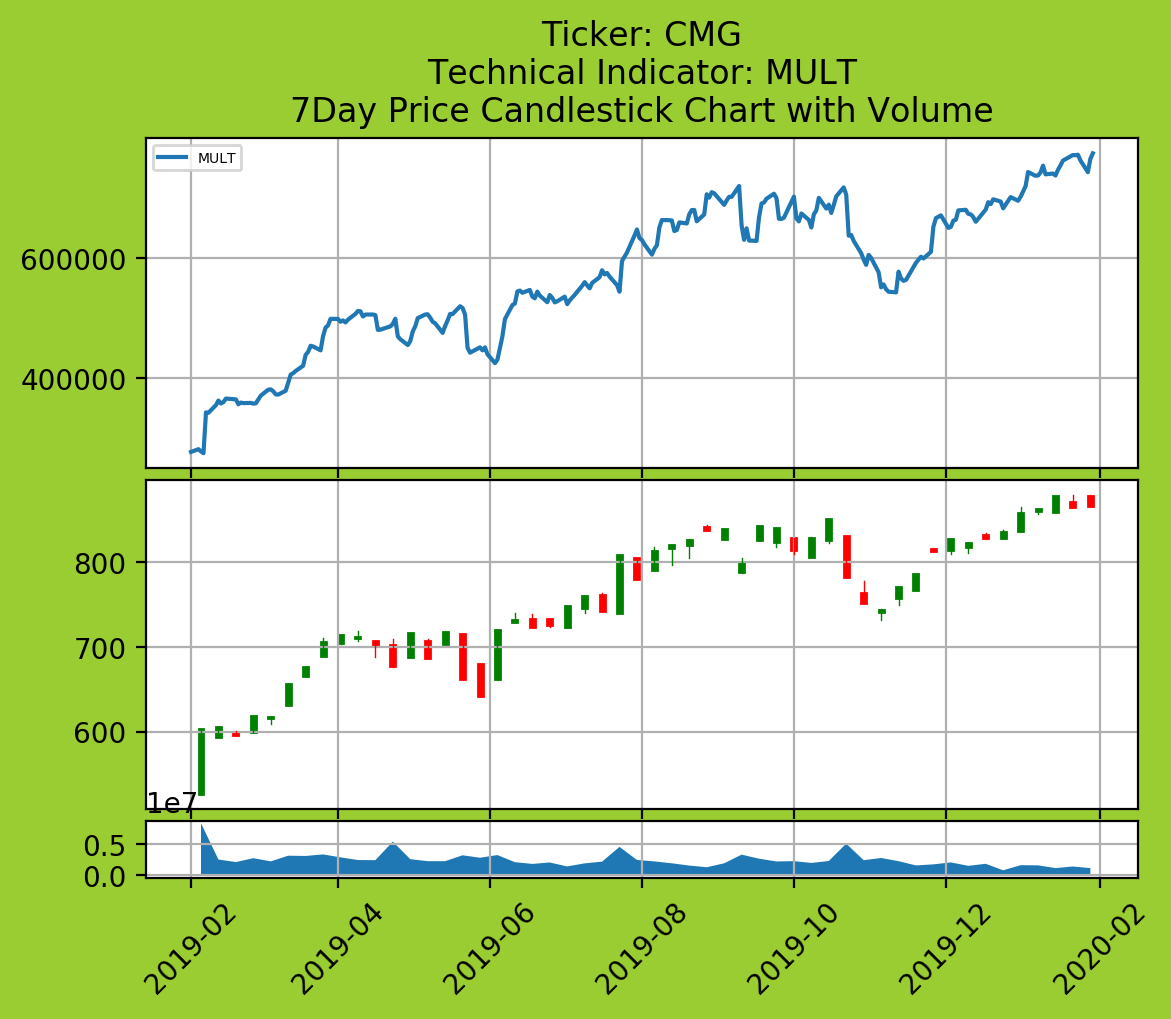 Ticker: CMG
Technical Indicator: MULT
7Day Price Candlestick Chart with Volume
MULT
600000
400000
800
700
600
1e7
0.5
0.0
2019-02
2019-04
2019-06
2019-08
2019-10
2019-12
2020-02